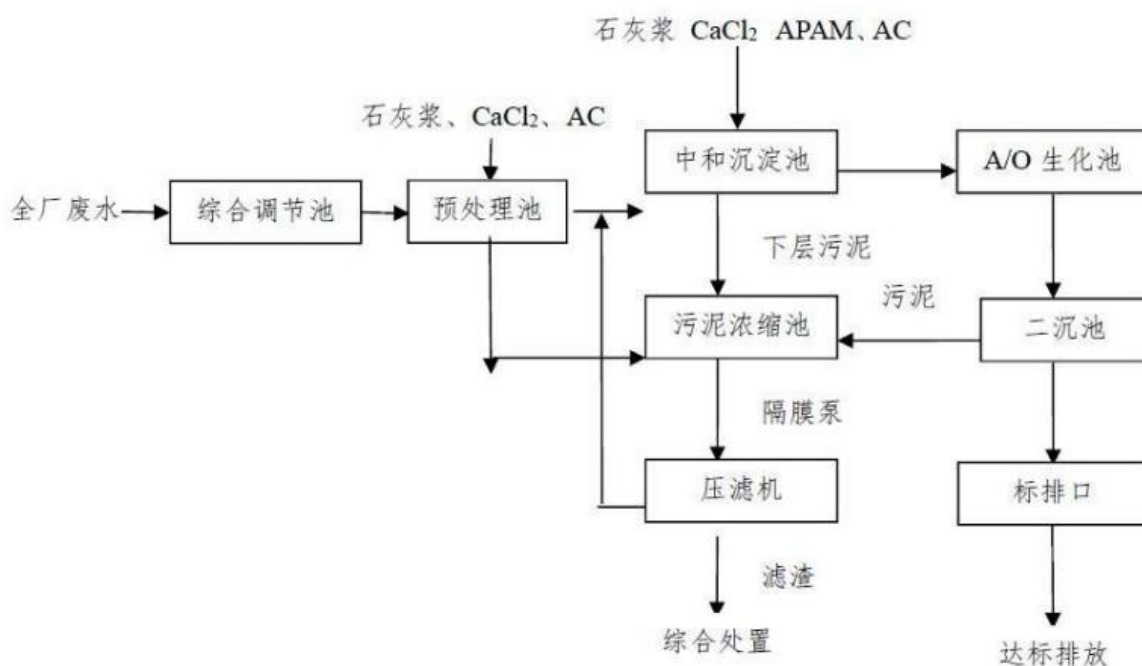 石灰浆 CaCl₂ APAM、AC
石灰浆、CaCl₂、AC
中和沉淀池
A/O 生化池
全厂废水
综合调节池
预处理池
下层污泥
污泥
污泥浓缩池
二沉池
隔膜泵
压滤机
标排口
滤渣
综合处置
达标排放